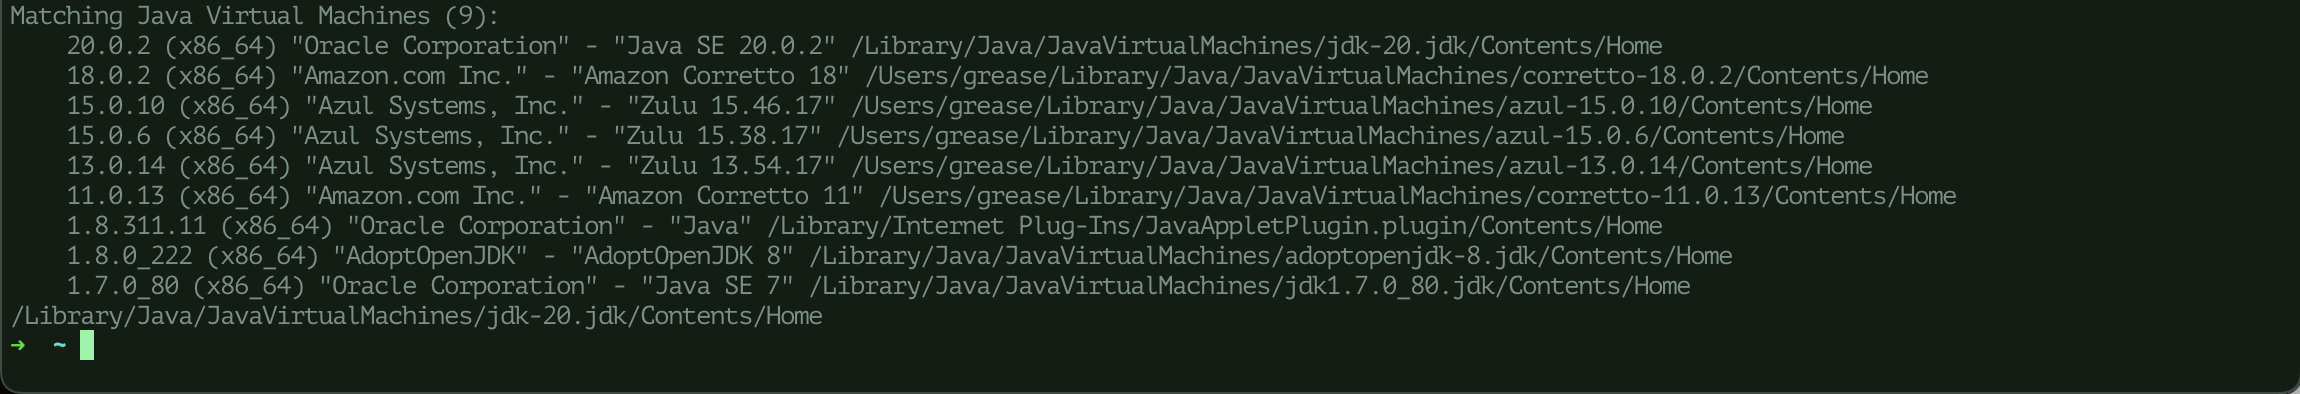 Matching Java Virtual Machines (9):
    20.0.2 (x86_64) "Oracle Corporation" - "Java SE 20.0.2" /Library/Java/JavaVirtualMachines/jdk-20.jdk/Contents/Home
    18.0.2 (x86_64) "Amazon.com Inc." - "Amazon Corretto 18" /Users/grease/Library/Java/JavaVirtualMachines/corretto-18.0.2/Contents/Home
    15.0.10 (x86_64) "Azul Systems, Inc." - "Zulu 15.46.17" /Users/grease/Library/Java/JavaVirtualMachines/azul-15.0.10/Contents/Home
    15.0.6 (x86_64) "Azul Systems, Inc." - "Zulu 15.38.17" /Users/grease/Library/Java/JavaVirtualMachines/azul-15.0.6/Contents/Home
    13.0.14 (x86_64) "Azul Systems, Inc." - "Zulu 13.54.17" /Users/grease/Library/Java/JavaVirtualMachines/azul-13.0.14/Contents/Home
    11.0.13 (x86_64) "Amazon.com Inc." - "Amazon Corretto 11" /Users/grease/Library/Java/JavaVirtualMachines/corretto-11.0.13/Contents/Home
    1.8.311.11 (x86_64) "Oracle Corporation" - "Java" /Library/Internet Plug-Ins/JavaAppletPlugin.plugin/Contents/Home
    1.8.0_222 (x86_64) "AdoptOpenJDK" - "AdoptOpenJDK 8" /Library/Java/JavaVirtualMachines/adoptopenjdk-8.jdk/Contents/Home
    1.7.0_80 (x86_64) "Oracle Corporation" - "Java SE 7" /Library/Java/JavaVirtualMachines/jdk1.7.0_80.jdk/Contents/Home
/Library/Java/JavaVirtualMachines/jdk-20.jdk/Contents/Home
➜  ~